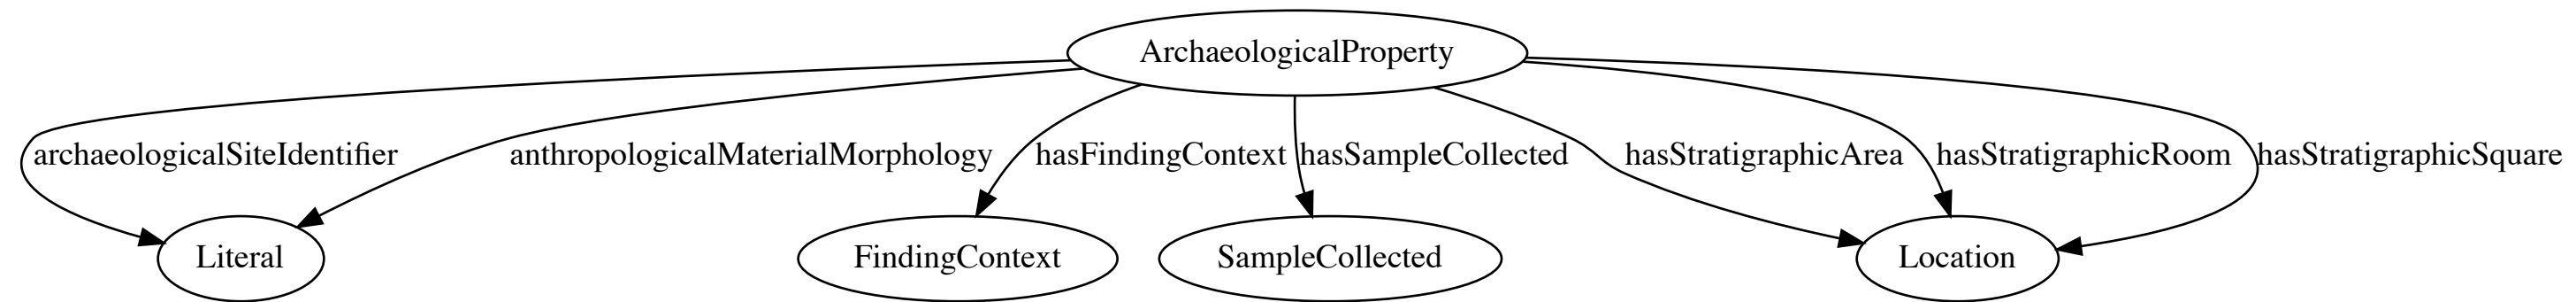 ArchaeologicalProperty
archaeologicalSiteIdentifier
anthropologicalMaterialMorphology
hasFindingContext
hasSampleCollected
hasStratigraphicArea
hasStratigraphicRoom
hasStratigraphicSquare
Literal
FindingContext
SampleCollected
Location